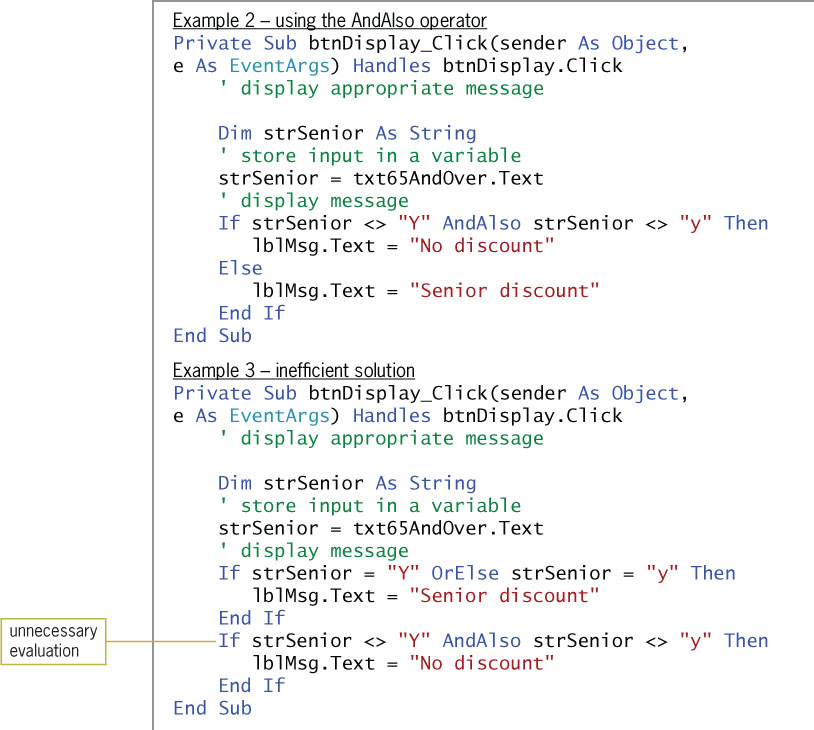 Example 2 – using the AndAlso operator
Private Sub btnDisplay_Click(sender As Object,
e As EventArgs) Handles btnDisplay.Click
    ' display appropriate message

    Dim strSenior As String
    ' store input in a variable
    strSenior = txt65AndOver.Text
    ' display message
    If strSenior <> "Y" AndAlso strSenior <> "y" Then
       lblMsg.Text = "No discount"
    Else
       lblMsg.Text = "Senior discount"
    End If
End Sub
Example 3 – inefficient solution
Private Sub btnDisplay_Click(sender As Object,
e As EventArgs) Handles btnDisplay.Click
    ' display appropriate message

    Dim strSenior As String
    ' store input in a variable
    strSenior = txt65AndOver.Text
    ' display message
    If strSenior = "Y" OrElse strSenior = "y" Then
       lblMsg.Text = "Senior discount"
    End If
unnecessary
evaluation
    If strSenior <> "Y" AndAlso strSenior <> "y" Then
       lblMsg.Text = "No discount"
    End If
End Sub